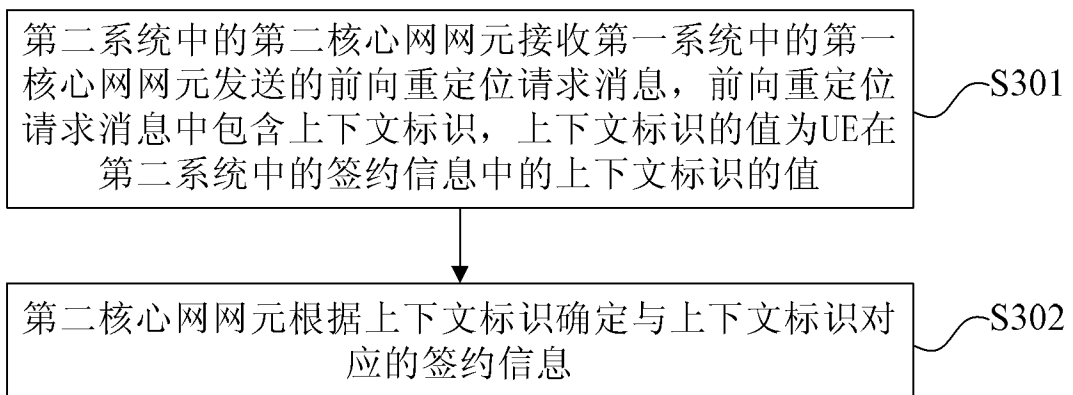 第二系统中的第二核心网网元接收第一系统中的第一
核心网网元发送的前向重定位请求消息，前向重定位
请求消息中包含上下文标识，上下文标识的值为UE在
第二系统中的签约信息中的上下文标识的值
S301
第二核心网网元根据上下文标识确定与上下文标识对
应的签约信息
S302